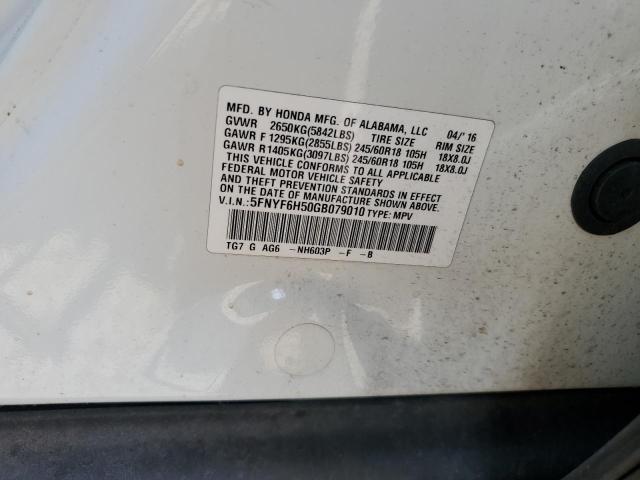 MFD. BY HONDA MFG. OF ALABAMA, LLC 04/'16
GVWR 2650KG(5842LBS) TIRE SIZE RIM SIZE
GAWR F 1295KG(2855LBS) 245/60R18 105H 18X8.0J
GAWR R 1405KG(3097LBS) 245/60R18 105H 18X8.0J
THIS VEHICLE CONFORMS TO ALL APPLICABLE
FEDERAL MOTOR VEHICLE SAFETY
BUMPER, AND THEFT PREVENTION STANDARDS IN EFFECT
ON THE DATE OF MANUFACTURE SHOWN ABOVE.
V.I.N.:5FNYF6H50GB079010 TYPE: MPV
TG7 G AG6 -NH603P -F -B